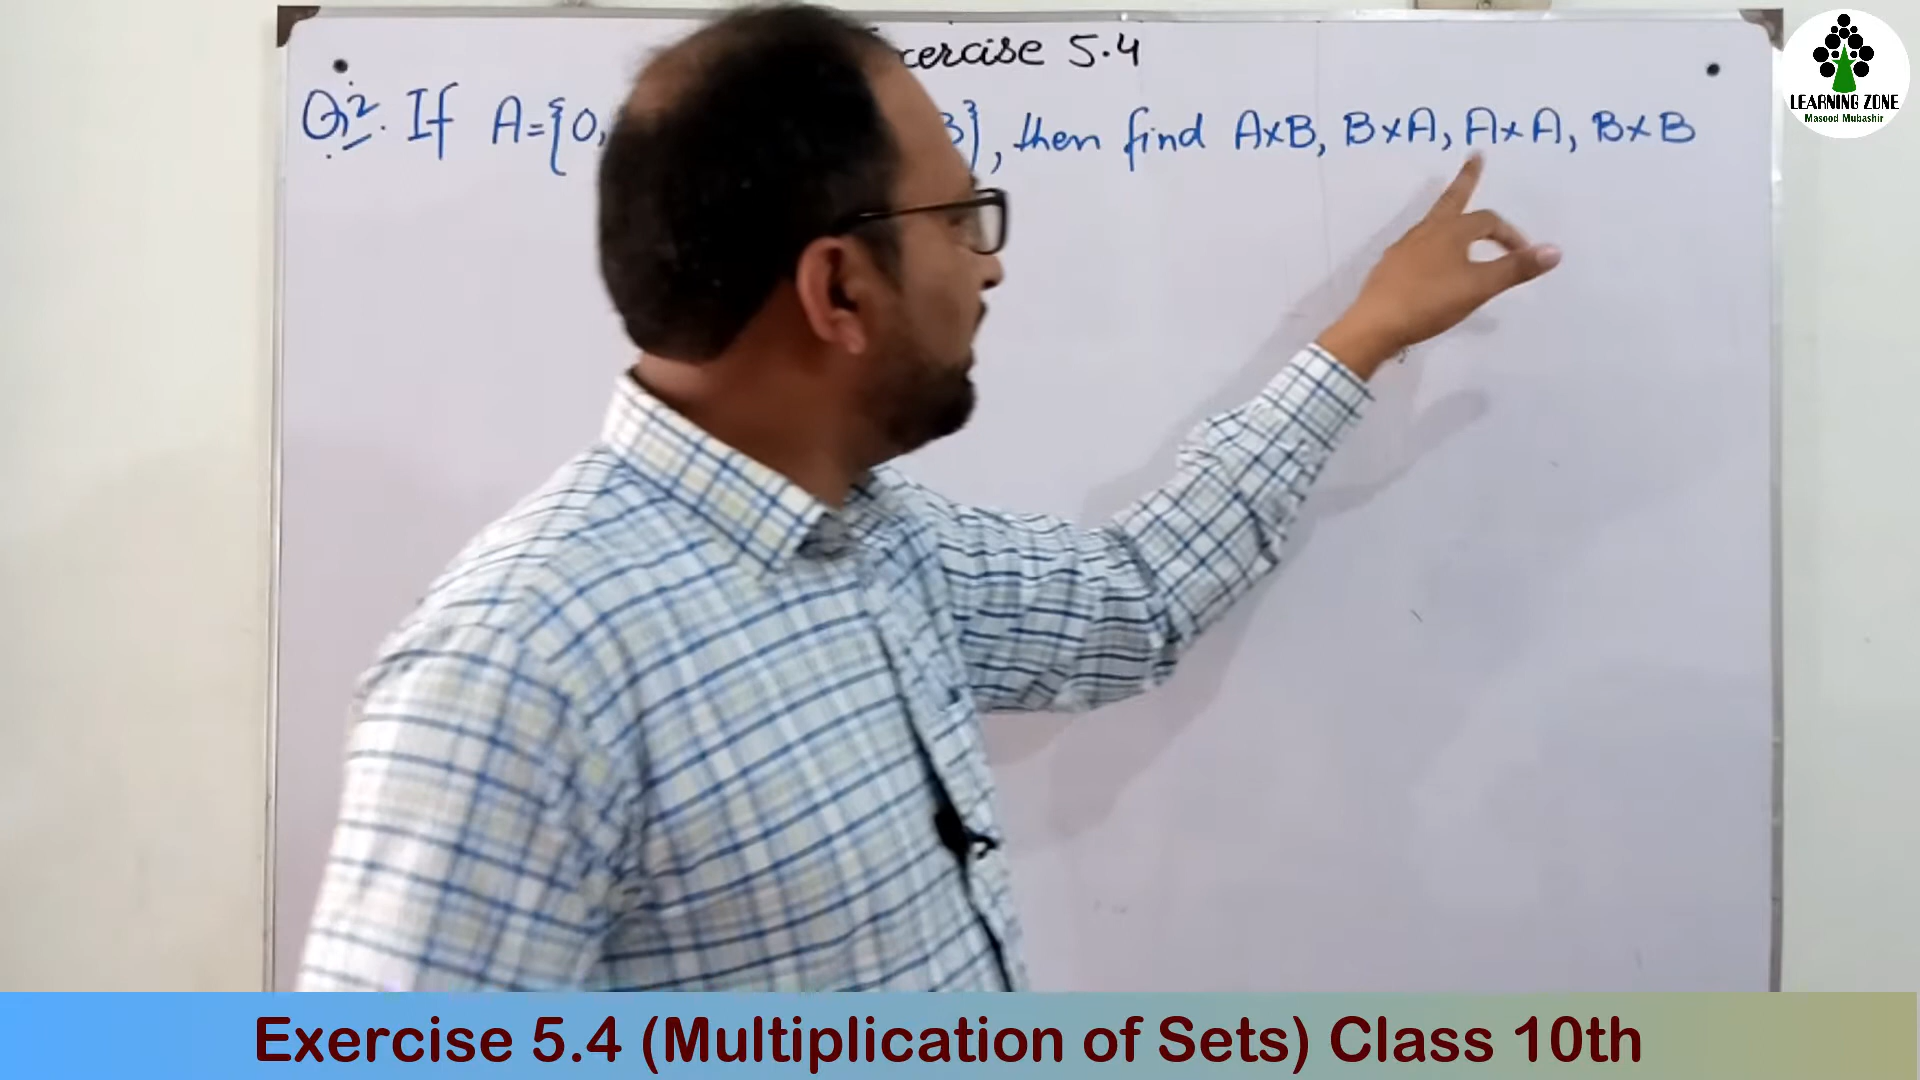 Exercise 5.4
Q.2. If A={0, 3}, then find A×B, B×A, A×A, B×B
LEARNING ZONE
Masood Mubashir
Exercise 5.4 (Multiplication of Sets) Class 10th